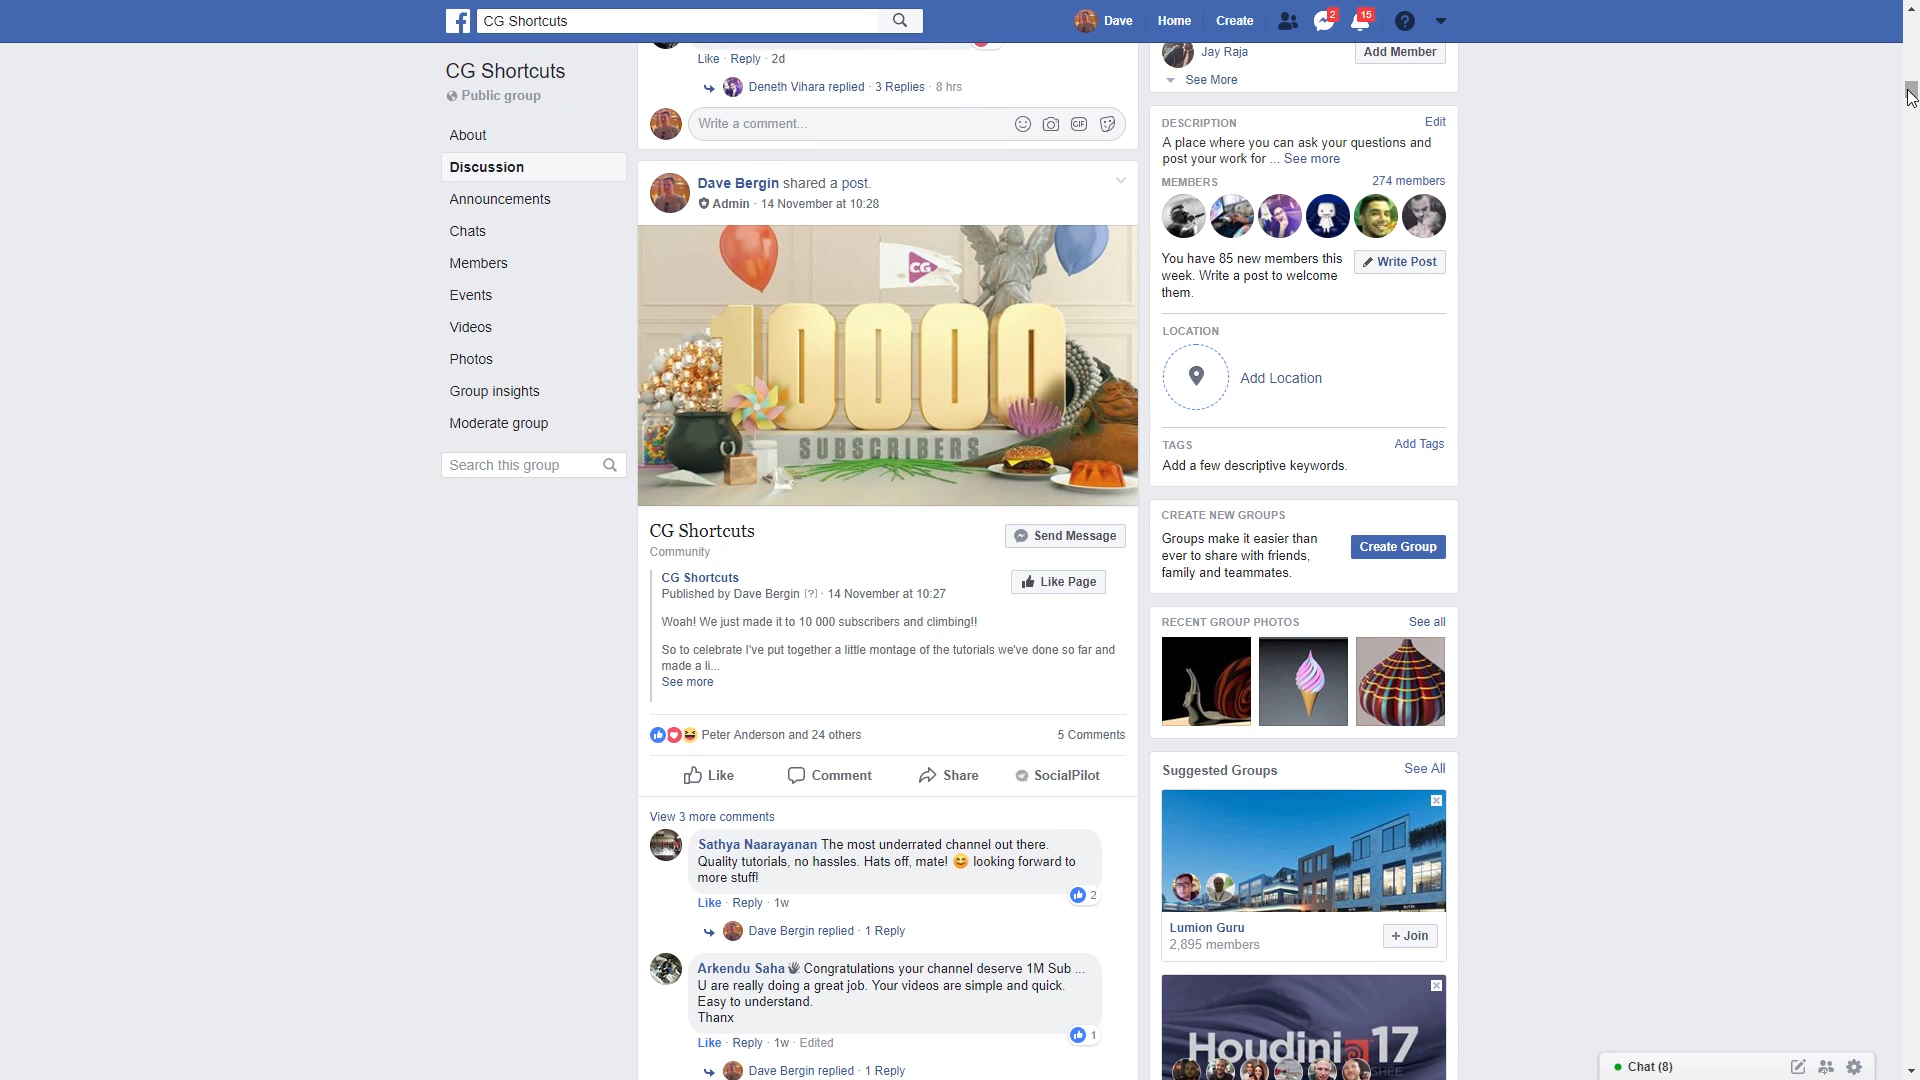 CG Shortcuts
Dave
Home
Create
2
15
CG Shortcuts
Public group
About
Discussion
Announcements
Chats
Members
Events
Videos
Photos
Group insights
Moderate group
Search this group
Like · Reply · 2d
Deneth Vihara replied · 3 Replies · 8 hrs
Write a comment...
GIF
Dave Bergin shared a post.
Admin · 14 November at 10:28
CG
10000
SUBSCRIBERS
CG Shortcuts
Community
Send Message
CG Shortcuts
Published by Dave Bergin [?] · 14 November at 10:27
Like Page
Woah! We just made it to 10 000 subscribers and climbing!!
So to celebrate I've put together a little montage of the tutorials we've done so far and
made a li...
See more
Peter Anderson and 24 others
5 Comments
Like
Comment
Share
SocialPilot
View 3 more comments
Sathya Naarayanan The most underrated channel out there.
Quality tutorials, no hassles. Hats off, mate! 😊 looking forward to
more stuff!
2
Like · Reply · 1w
Dave Bergin replied · 1 Reply
Arkendu Saha 👋 Congratulations your channel deserve 1M Sub ...
U are really doing a great job. Your videos are simple and quick.
Easy to understand.
Thanx
1
Like · Reply · 1w · Edited
Dave Bergin replied · 1 Reply
Jay Raja
Add Member
See More
DESCRIPTION
Edit
A place where you can ask your questions and
post your work for ... See more
MEMBERS
274 members
You have 85 new members this
week. Write a post to welcome
them.
Write Post
LOCATION
Add Location
TAGS
Add Tags
Add a few descriptive keywords.
CREATE NEW GROUPS
Groups make it easier than
ever to share with friends,
family and teammates.
Create Group
RECENT GROUP PHOTOS
See all
Suggested Groups
See All
Lumion Guru
2,895 members
+ Join
Houdini 17
Chat (8)